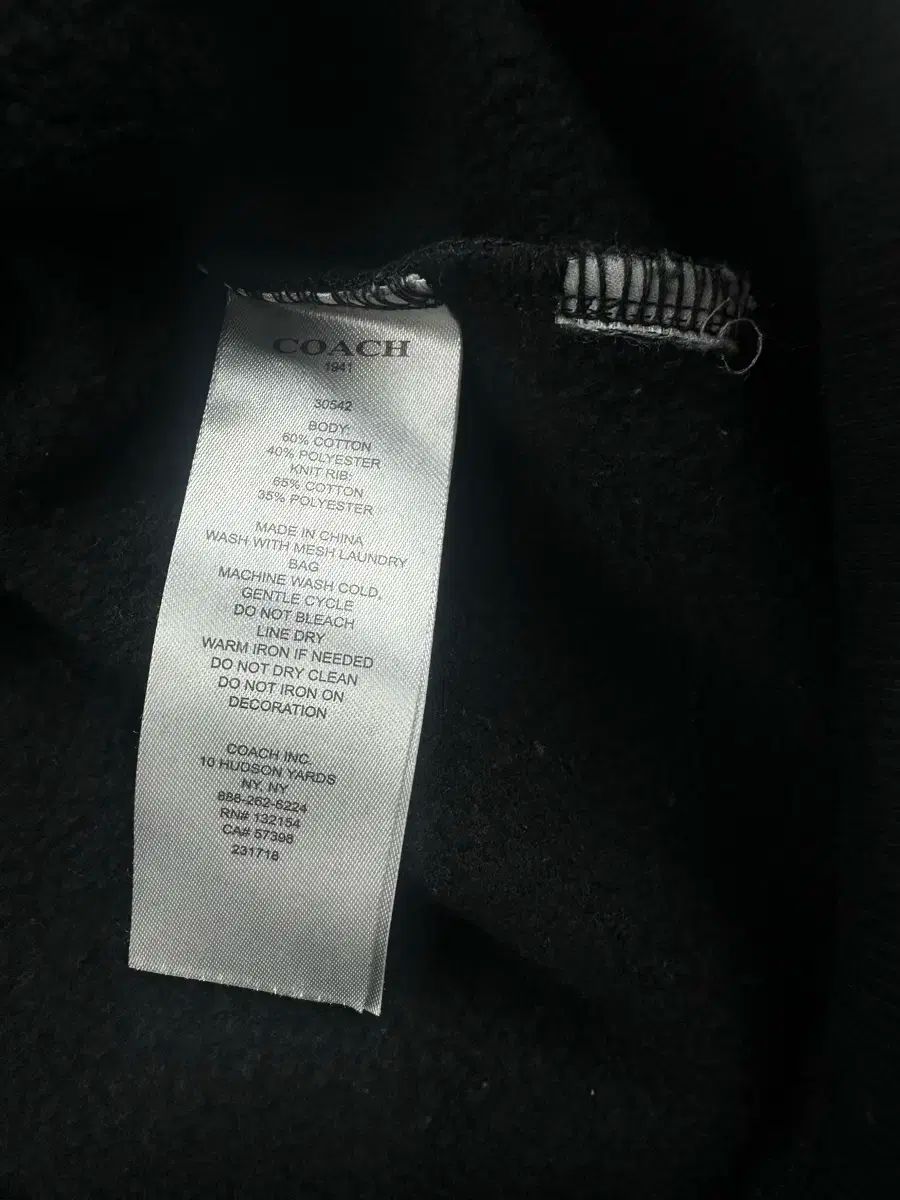 COACH
1941
30542
BODY:
60% COTTON
40% POLYESTER
KNIT RIB:
65% COTTON
35% POLYESTER
MADE IN CHINA
WASH WITH MESH LAUNDRY
BAG
MACHINE WASH COLD,
GENTLE CYCLE
DO NOT BLEACH
LINE DRY
WARM IRON IF NEEDED
DO NOT DRY CLEAN
DO NOT IRON ON
DECORATION
COACH INC.
10 HUDSON YARDS
NY, NY
888-262-6224
RN# 132154
CA# 57398
231718